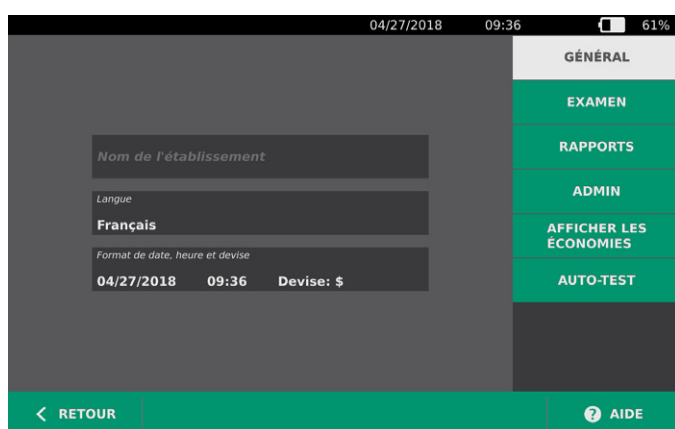 04/27/2018 09:36 61%
GÉNÉRAL
EXAMEN
RAPPORTS
ADMIN
AFFICHER LES
ÉCONOMIES
AUTO-TEST
Nom de l'établissement
Langue
Français
Format de date, heure et devise
04/27/2018 09:36 Devise: $
RETOUR
? AIDE